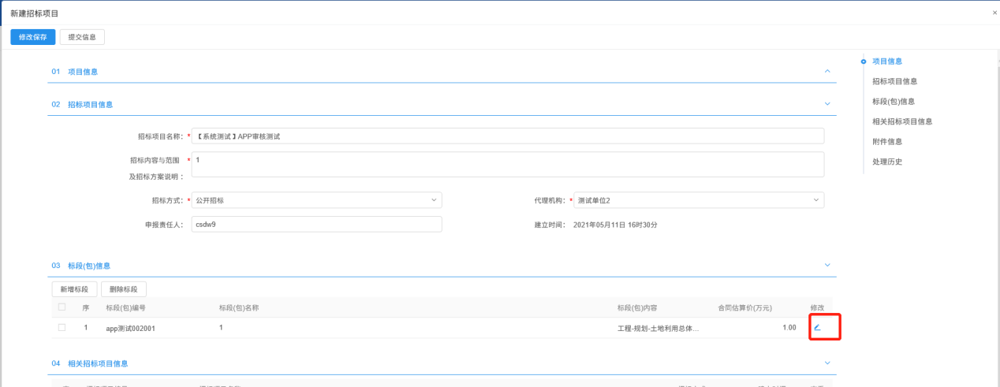 新建招标项目 ×
修改保存 提交信息
01 项目信息
项目信息
招标项目信息
标段(包)信息
相关招标项目信息
附件信息
处理历史
02 招标项目信息
招标项目名称: * 【系统测试】APP审核测试
招标内容与范围 * 1
及招标方案说明:
招标方式: * 公开招标 代理机构: * 测试单位2
申报责任人: csdw9 建立时间: 2021年05月11日 16时30分
03 标段(包)信息
新增标段 删除标段
序 标段(包)编号 标段(包)名称 标段(包)内容 合同估算价(万元) 修改
1 app测试002001 1 工程-规划-土地利用总体... 1.00
04 相关招标项目信息